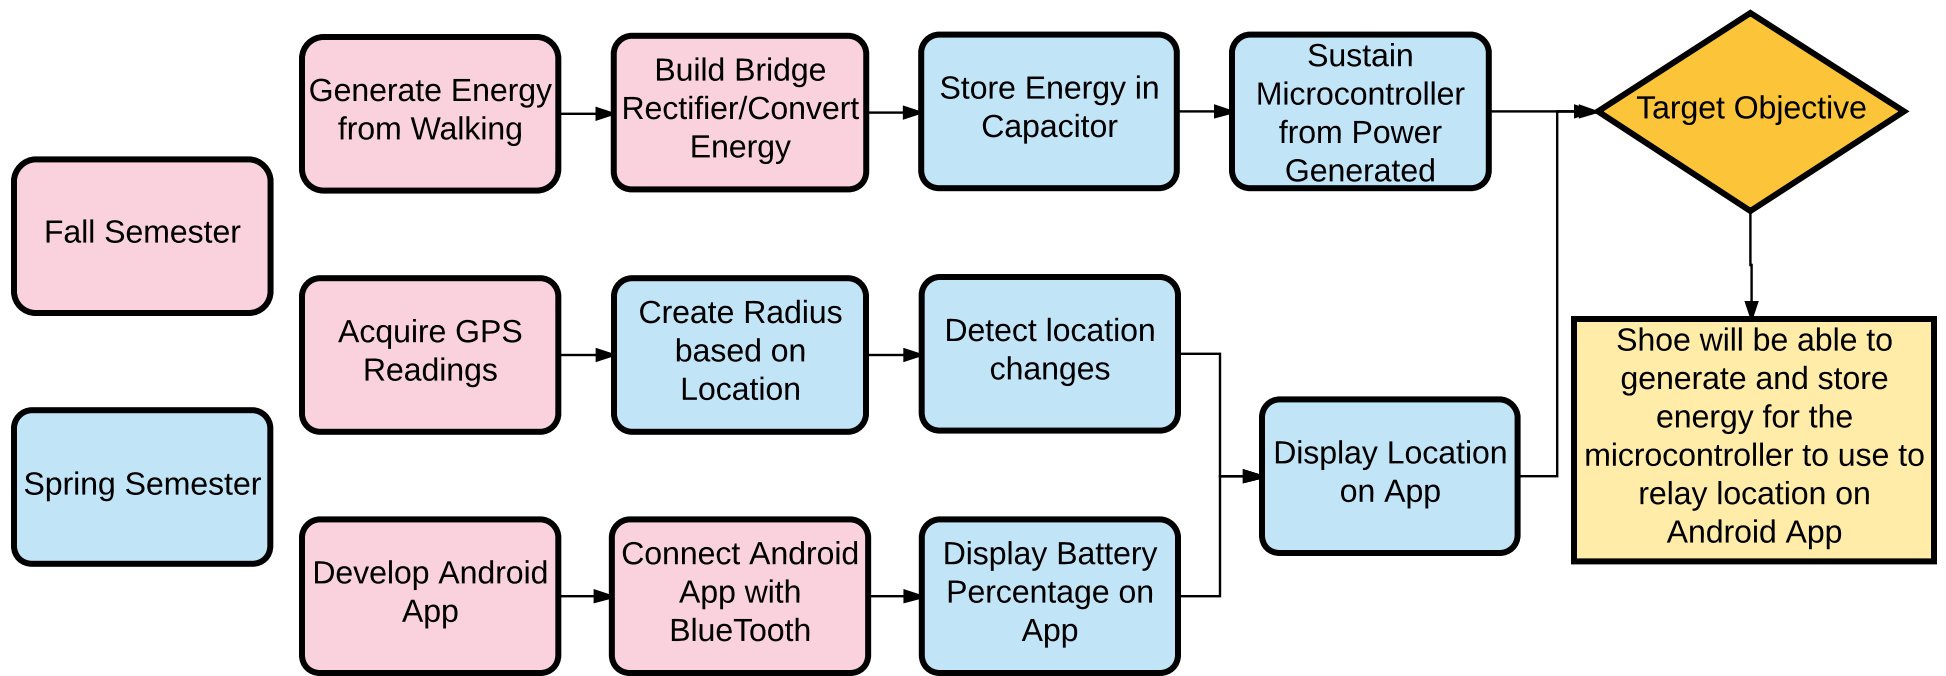 Fall Semester
Spring Semester
Generate Energy
from Walking
Build Bridge
Rectifier/Convert
Energy
Store Energy in
Capacitor
Sustain
Microcontroller
from Power
Generated
Target Objective
Acquire GPS
Readings
Create Radius
based on
Location
Detect location
changes
Develop Android
App
Connect Android
App with
BlueTooth
Display Battery
Percentage on
App
Display Location
on App
Shoe will be able to
generate and store
energy for the
microcontroller to use to
relay location on
Android App